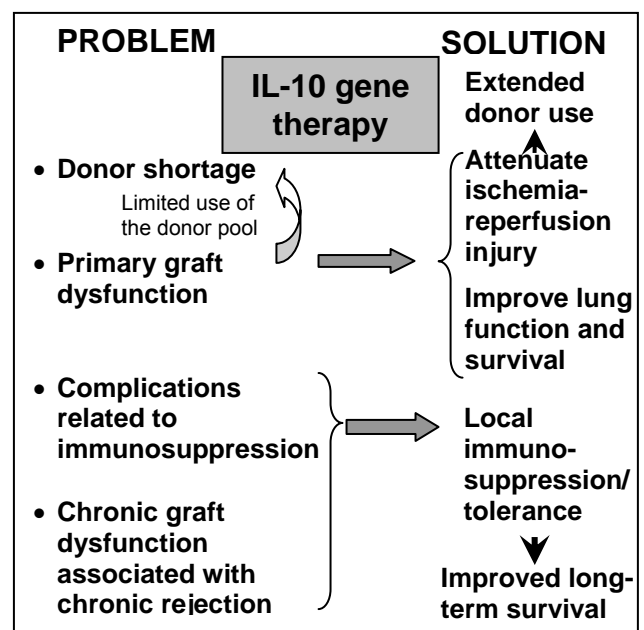 PROBLEM
SOLUTION
IL-10 gene
therapy
• Donor shortage
Limited use of
the donor pool
• Primary graft
dysfunction
• Complications
related to
immunosuppression
• Chronic graft
dysfunction
associated with
chronic rejection
Extended
donor use
Attenuate
ischemia-
reperfusion
injury
Improve lung
function and
survival
Local
immuno-
suppression/
tolerance
Improved long-
term survival